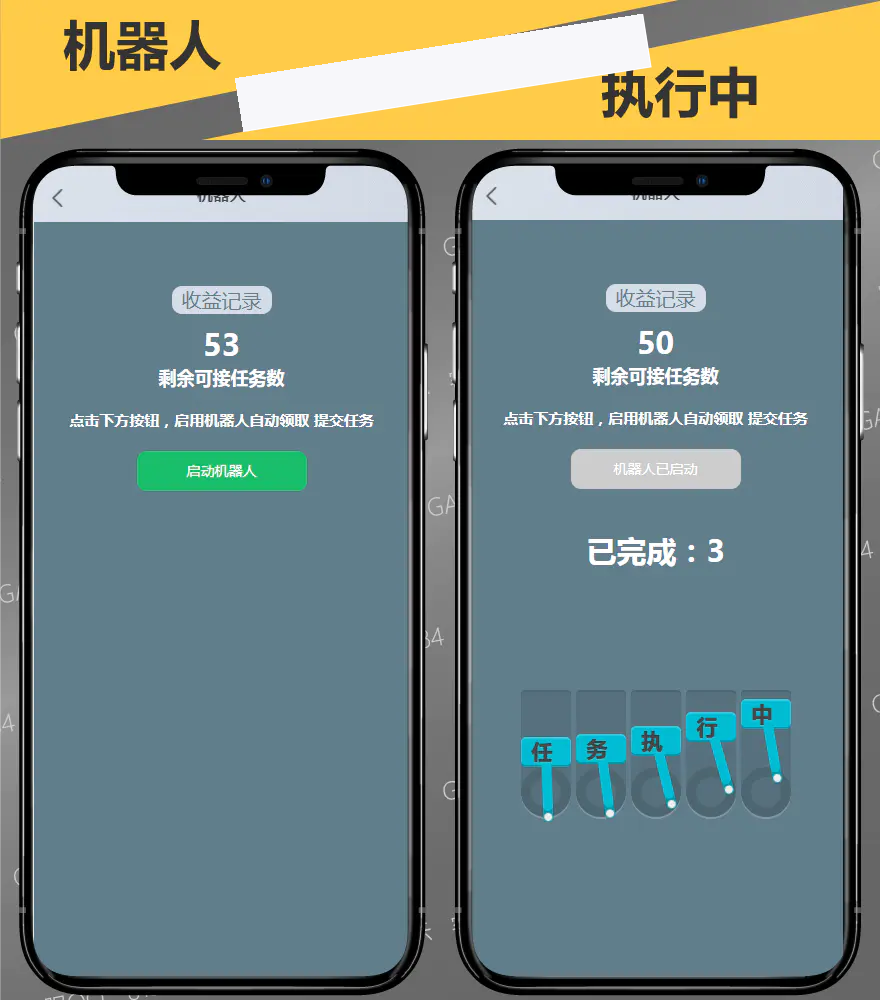 机器人
执行中
机器人
收益记录
53
剩余可接任务数
点击下方按钮，启用机器人自动领取 提交任务
启动机器人
机器人
收益记录
50
剩余可接任务数
点击下方按钮，启用机器人自动领取 提交任务
机器人已启动
已完成：3
任务执行中